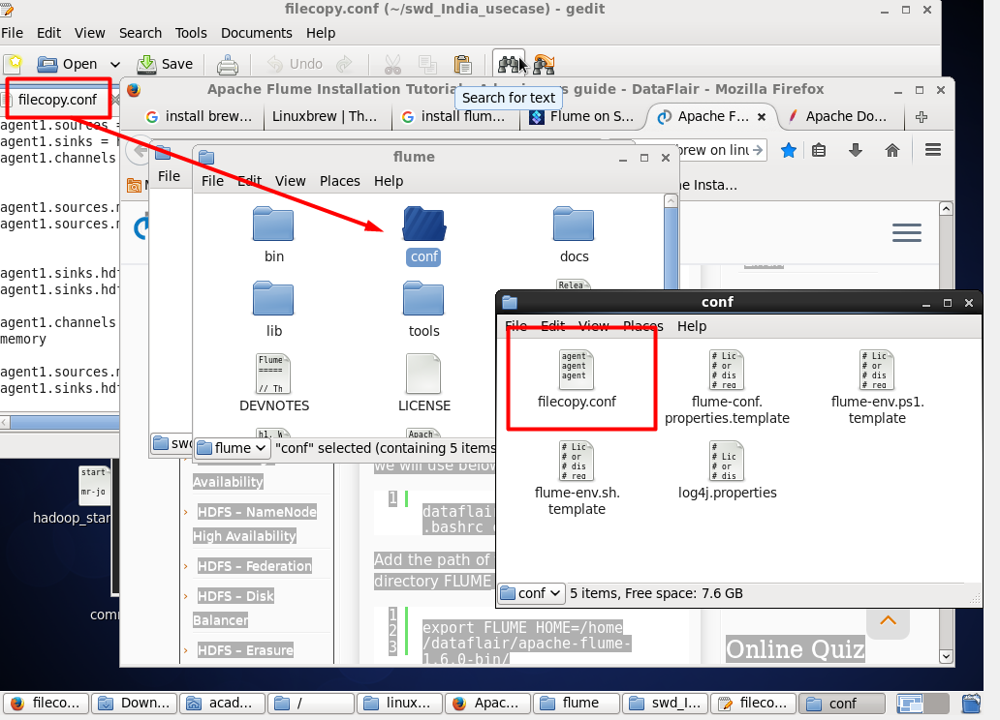 filecopy.conf (~/swd_India_usecase) - gedit
File Edit View Search Tools Documents Help
Open Save Undo
Search for text
filecopy.conf
agent1.sources =
agent1.sinks =
agent1.channels
agent1.sources.
agent1.sources.
agent1.sinks.hd
agent1.sinks.hd
agent1.channels
memory
agent1.sources.
agent1.sinks.hd
Apache Flume Installation Tutorial guide - DataFlair - Mozilla Firefox
install brew... Linuxbrew | Th... install flum... Flume on S... Apache F... Apache Do...
brew on linu
e Insta...
File
flume
File Edit View Places Help
bin conf docs
lib tools
Relea
Flume
=====
// Th
DEVNOTES LICENSE
h1. W Apac
swd
flume "conf" selected (containing 5 items
conf
File Edit View Places Help
agent
agent
agent
# Lic
# or
# dis
# req
# Lic
# or
# dis
# req
filecopy.conf flume-conf.
properties.template flume-env.ps1.
template
# Lic
# or
# dis
# req
#
# Lic
# or
# dis
flume-env.sh.
template log4j.properties
conf 5 items, Free space: 7.6 GB
start
mr-jo
hadoop_star
comm
Availability
HDFS – NameNode
High Availability
HDFS – Federation
HDFS – Disk
Balancer
HDFS – Erasure
we will use below
1 dataflai
.bashrc
Add the path of
directory FLUME
1
2
3
export FLUME HOME=/home
/dataflair/apache-flume-
1.6.0-bin/
Online Quiz
fileco... Down... acad... / linux... Apac... flume swd_I... fileco... conf